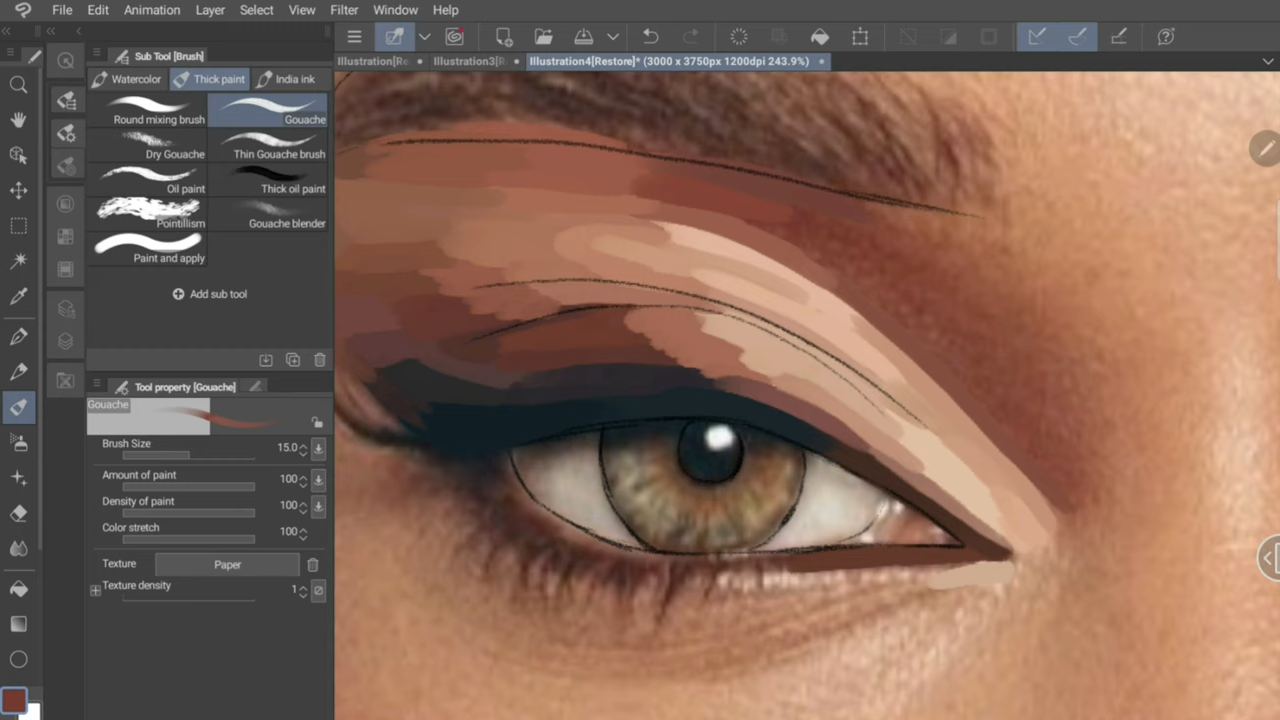 File Edit Animation Layer Select View Filter Window Help
Sub Tool[Brush]
Illustration[Re Illustration3[R Illustration4[Restore]* (3000 x 3750px 1200dpi 243.9%)
Watercolor Thick paint India ink
Round mixing brush Gouache
Dry Gouache Thin Gouache brush
Oil paint Thick oil paint
Pointillism Gouache blender
Paint and apply
Add sub tool
Tool property[Gouache]
Gouache
Brush Size 15.0
Amount of paint 100
Density of paint 100
Color stretch 100
Texture Paper
Texture density 1